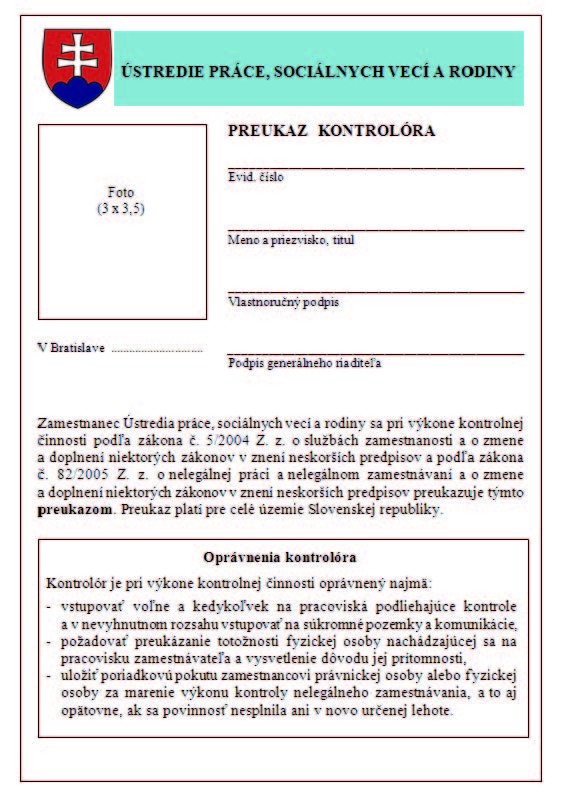 ÚSTREDIE PRÁCE, SOCIÁLNYCH VECÍ A RODINY
PREUKAZ KONTROLÓRA
Evid. číslo
Foto
(3 x 3,5)
Meno a priezvisko, titul
Vlastnoručný podpis
V Bratislave ..............................
Podpis generálneho riaditeľa
Zamestnanec Ústredia práce, sociálnych vecí a rodiny sa pri výkone kontrolnej
činnosti podľa zákona č. 5/2004 Z. z. o službách zamestnanosti a o zmene
a doplnení niektorých zákonov v znení neskorších predpisov a podľa zákona
č. 82/2005 Z. z. o nelegálnej práci a nelegálnom zamestnávaní a o zmene
a doplnení niektorých zákonov v znení neskorších predpisov preukazuje týmto
preukazom. Preukaz platí pre celé územie Slovenskej republiky.
Oprávnenia kontrolóra
Kontrolór je pri výkone kontrolnej činnosti oprávnený najmä:
- vstupovať voľne a kedykoľvek na pracoviská podliehajúce kontrole
a v nevyhnutnom rozsahu vstupovať na súkromné pozemky a komunikácie,
- požadovať preukázanie totožnosti fyzickej osoby nachádzajúcej sa na
pracovisku zamestnávateľa a vysvetlenie dôvodu jej prítomnosti,
- uložiť poriadkovú pokutu zamestnancovi právnickej osoby alebo fyzickej
osoby za marenie výkonu kontroly nelegálneho zamestnávania, a to aj
opätovne, ak sa povinnosť nesplnila ani v novo určenej lehote.